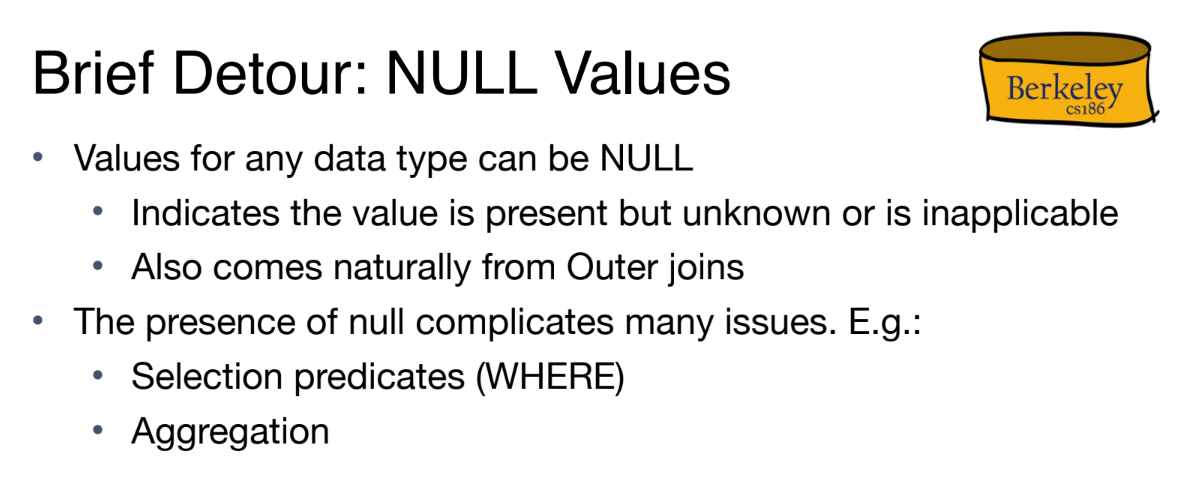 Brief Detour: NULL Values
Berkeley
cs186
• Values for any data type can be NULL
• Indicates the value is present but unknown or is inapplicable
• Also comes naturally from Outer joins
• The presence of null complicates many issues. E.g.:
• Selection predicates (WHERE)
• Aggregation